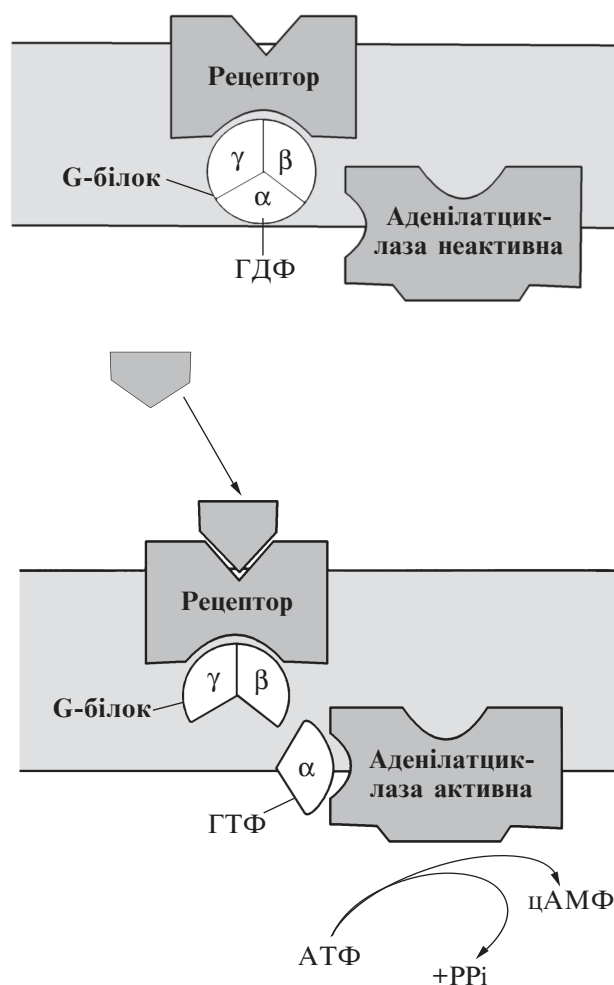 Рецептор
γ
β
G-білок
α
Аденілатцик-
лаза неактивна
ГДФ
Рецептор
γ
β
G-білок
α
Аденілатцик-
лаза активна
ГТФ
цАМФ
АТФ
+PPi